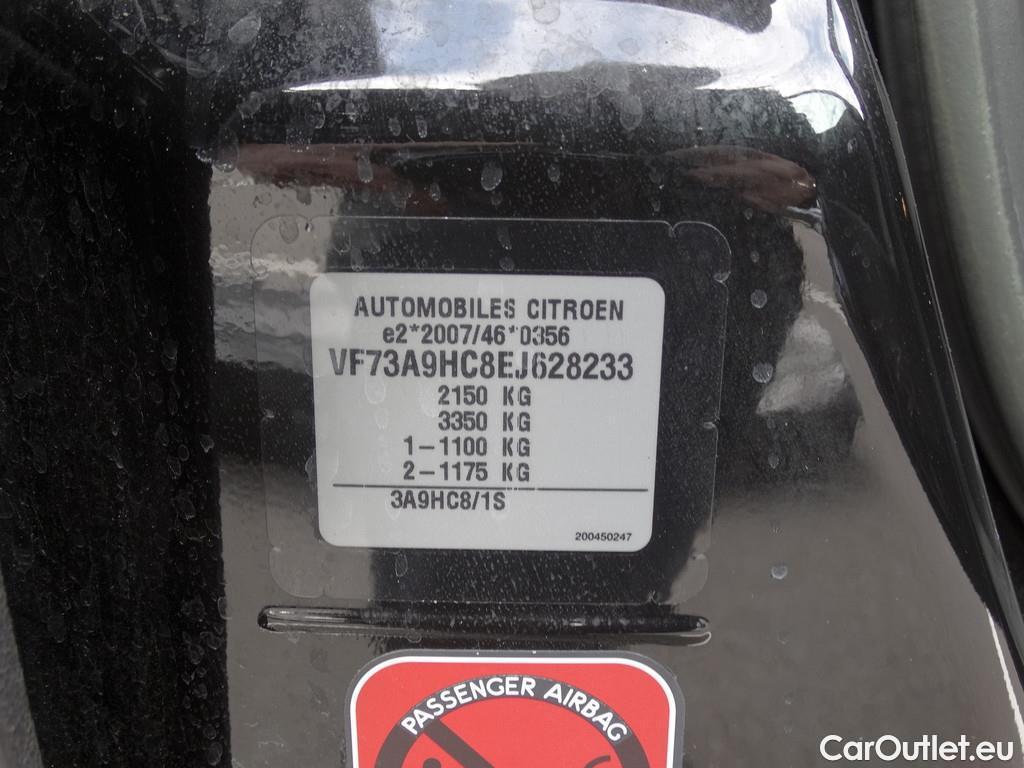 AUTOMOBILES CITROEN
e2*2007/46*0356
VF73A9HC8EJ628233
2150 KG
3350 KG
1-1100 KG
2-1175 KG
3A9HC8/1S
200450247
PASSENGER AIRBAG
CarOutlet.eu